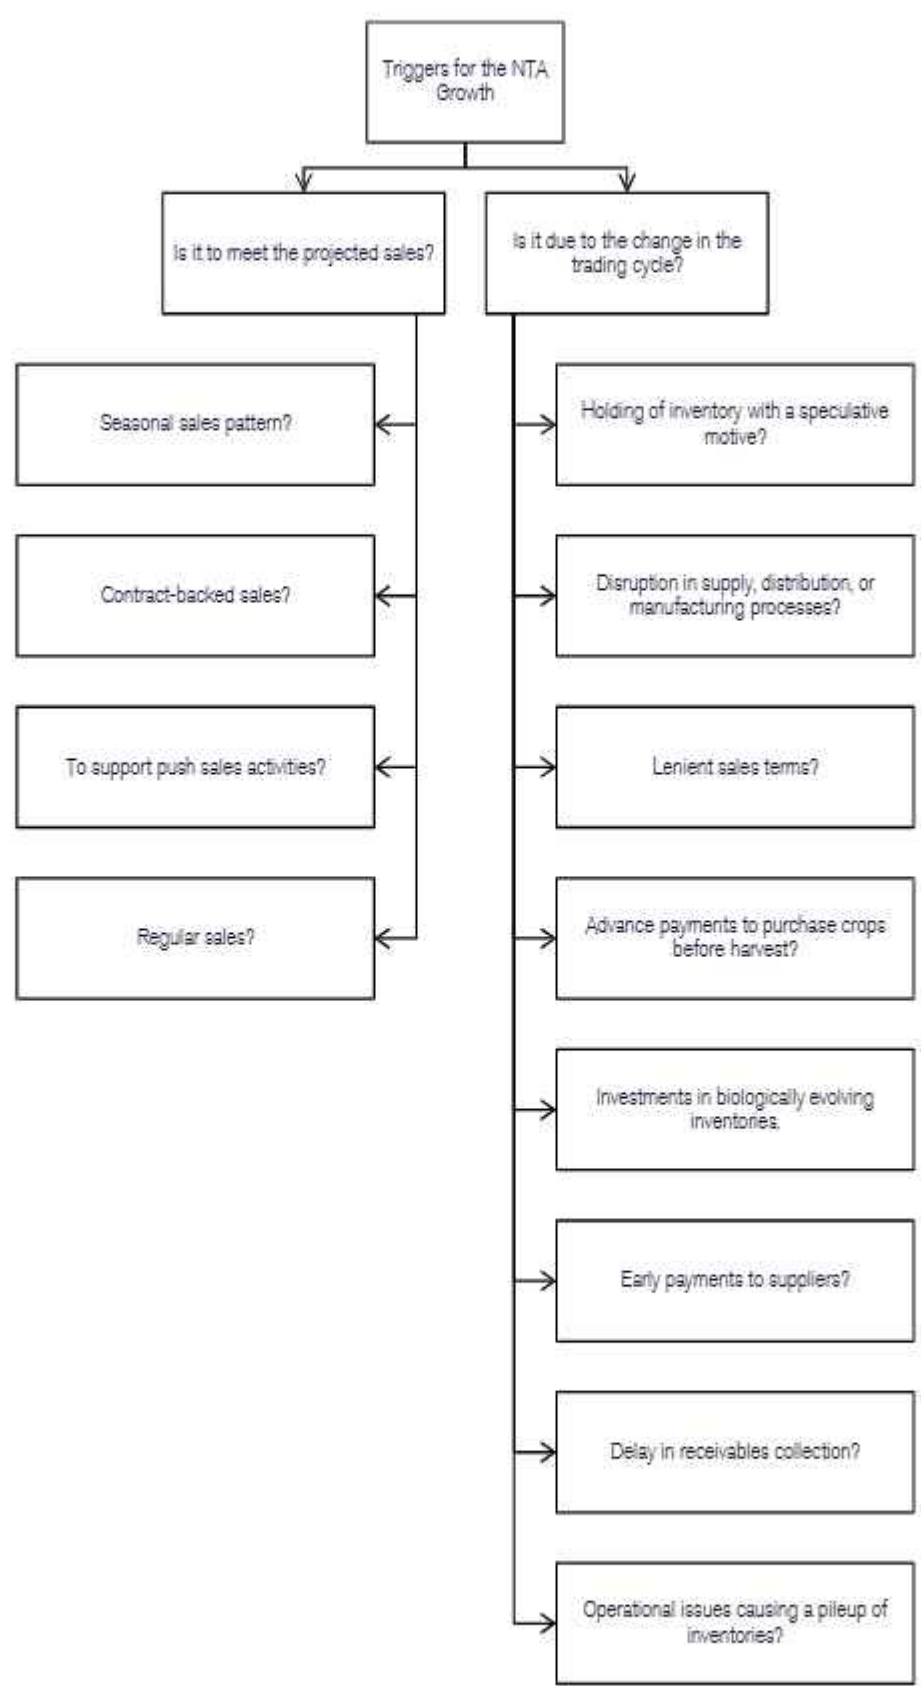 Triggers for the NTA
Growth
Is it to meet the projected sales?
Is it due to the change in the
trading cycle?
Seasonal sales pattern?
Contract-backed sales?
To support push sales activities?
Regular sales?
Holding of inventory with a speculative
motive?
Disruption in supply, distribution, or
manufacturing processes?
Lenient sales terms?
Advance payments to purchase crops
before harvest?
Investments in biologically evolving
inventories.
Early payments to suppliers?
Delay in receivables collection?
Operational issues causing a pileup of
inventories?